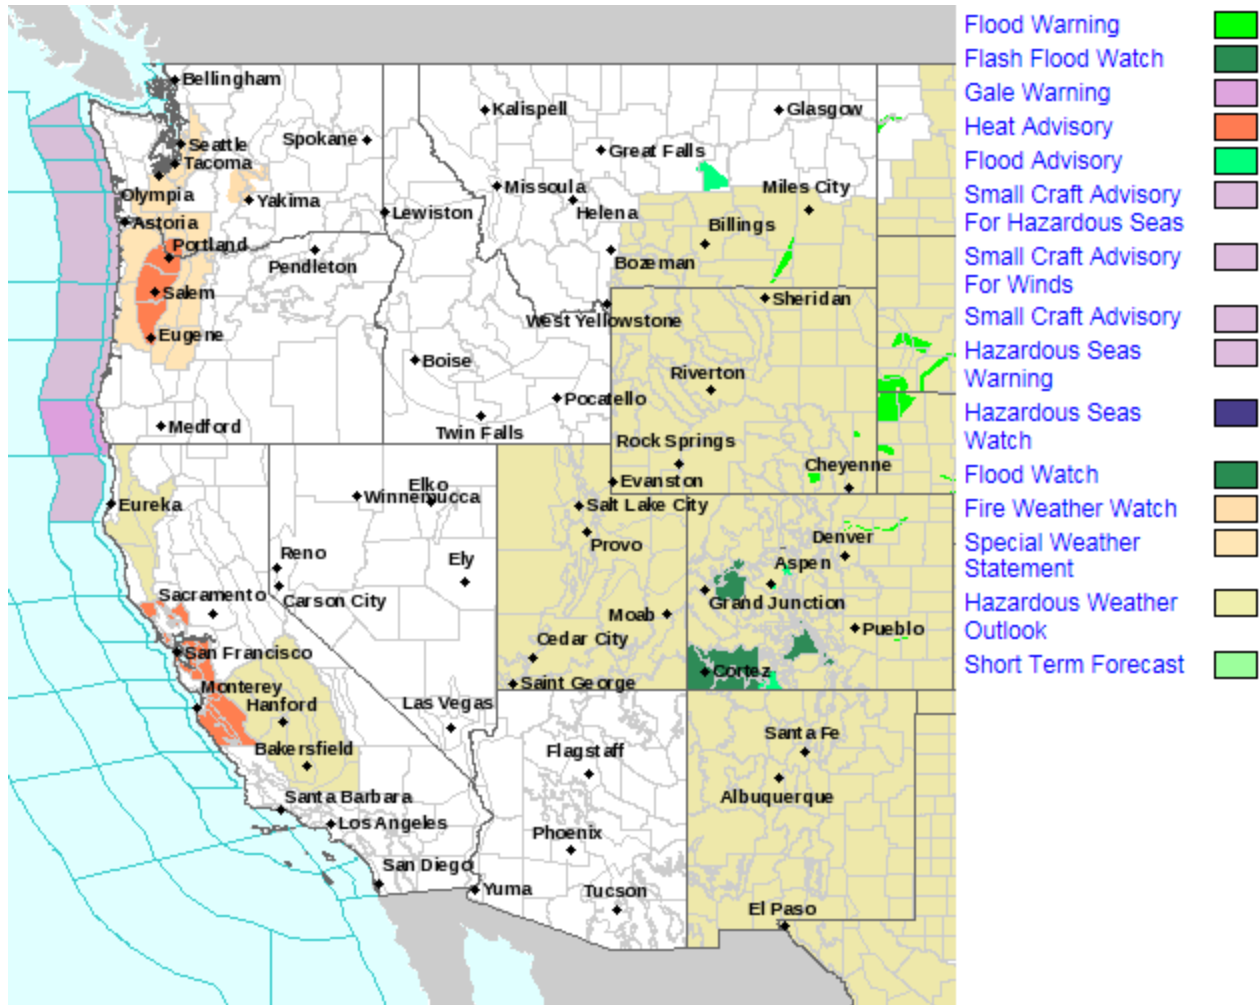 Bellingham
Kalispell
Glasgow
Seattle
Spokane
Great Falls
Tacoma
Missoula
Miles City
Olympia
Yakima
Lewiston
Helena
Astoria
Billings
Portland
Pendleton
Bozeman
Salem
Sheridan
West Yellowstone
Eugene
Boise
Riverton
Pocatello
Medford
Twin Falls
Rock Springs
Cheyenne
Elko
Evanston
Winnemucca
Eureka
Salt Lake City
Provo
Denver
Reno
Ely
Aspen
Sacramento
Carson City
Grand Junction
Moab
Pueblo
Cedar City
San Francisco
Cortez
Saint George
Monterey
Hanford
Las Vegas
Santa Fe
Bakersfield
Flagstaff
Santa Barbara
Albuquerque
Los Angeles
Phoenix
San Diego
Yuma
Tucson
El Paso
Flood Warning
Flash Flood Watch
Gale Warning
Heat Advisory
Flood Advisory
Small Craft Advisory
For Hazardous Seas
Small Craft Advisory
For Winds
Small Craft Advisory
Hazardous Seas
Warning
Hazardous Seas
Watch
Flood Watch
Fire Weather Watch
Special Weather
Statement
Hazardous Weather
Outlook
Short Term Forecast